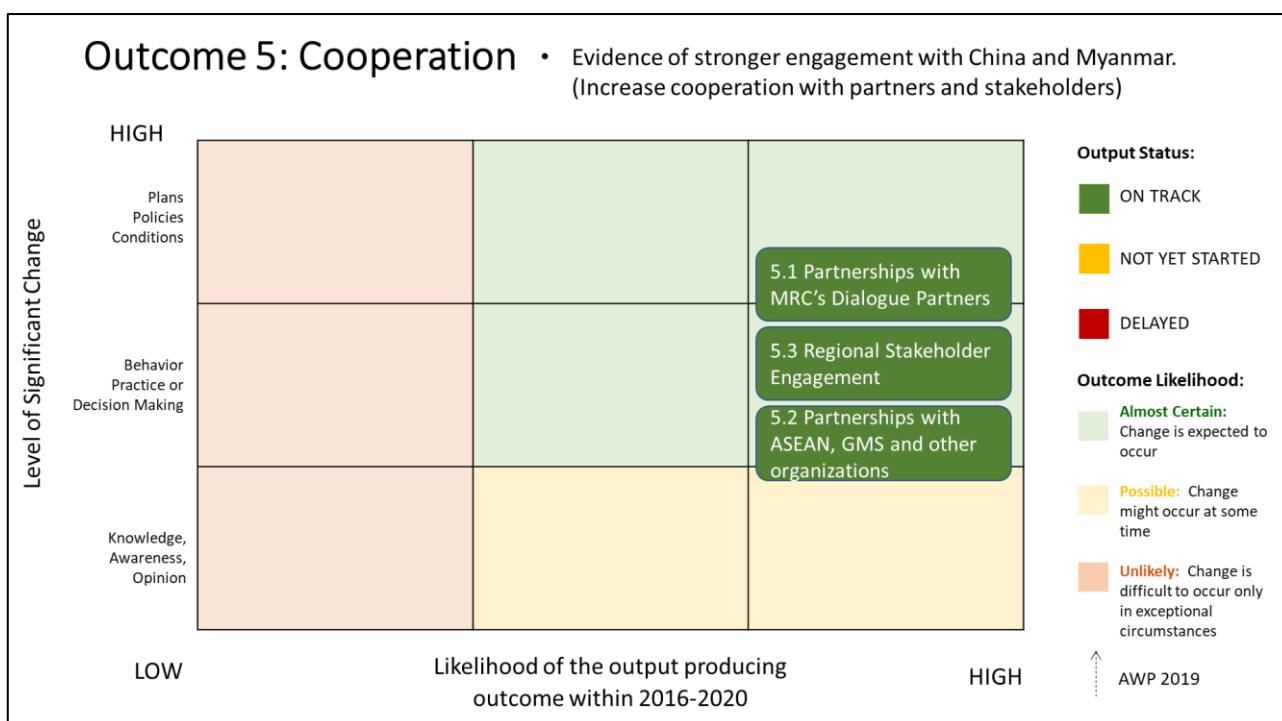 Outcome 5: Cooperation
• Evidence of stronger engagement with China and Myanmar.
(Increase cooperation with partners and stakeholders)
HIGH
Level of Significant Change
Plans
Policies
Conditions
Behavior
Practice or
Decision Making
Knowledge,
Awareness,
Opinion
5.1 Partnerships with
MRC's Dialogue Partners
5.3 Regional Stakeholder
Engagement
5.2 Partnerships with
ASEAN, GMS and other
organizations
LOW
Likelihood of the output producing
outcome within 2016-2020
HIGH
Output Status:
ON TRACK
NOT YET STARTED
DELAYED
Outcome Likelihood:
Almost Certain:
Change is expected to
occur
Possible: Change
might occur at some
time
Unlikely: Change is
difficult to occur only
in exceptional
circumstances
AWP 2019